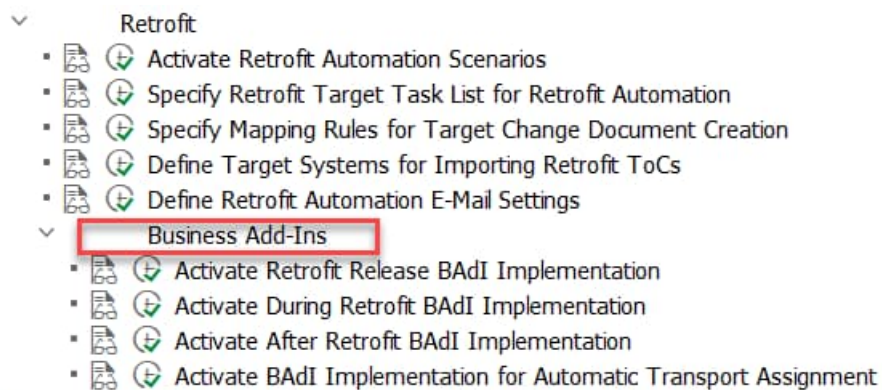 Retrofit
Activate Retrofit Automation Scenarios
Specify Retrofit Target Task List for Retrofit Automation
Specify Mapping Rules for Target Change Document Creation
Define Target Systems for Importing Retrofit ToCs
Define Retrofit Automation E-Mail Settings
Business Add-Ins
Activate Retrofit Release BAdI Implementation
Activate During Retrofit BAdI Implementation
Activate After Retrofit BAdI Implementation
Activate BAdI Implementation for Automatic Transport Assignment